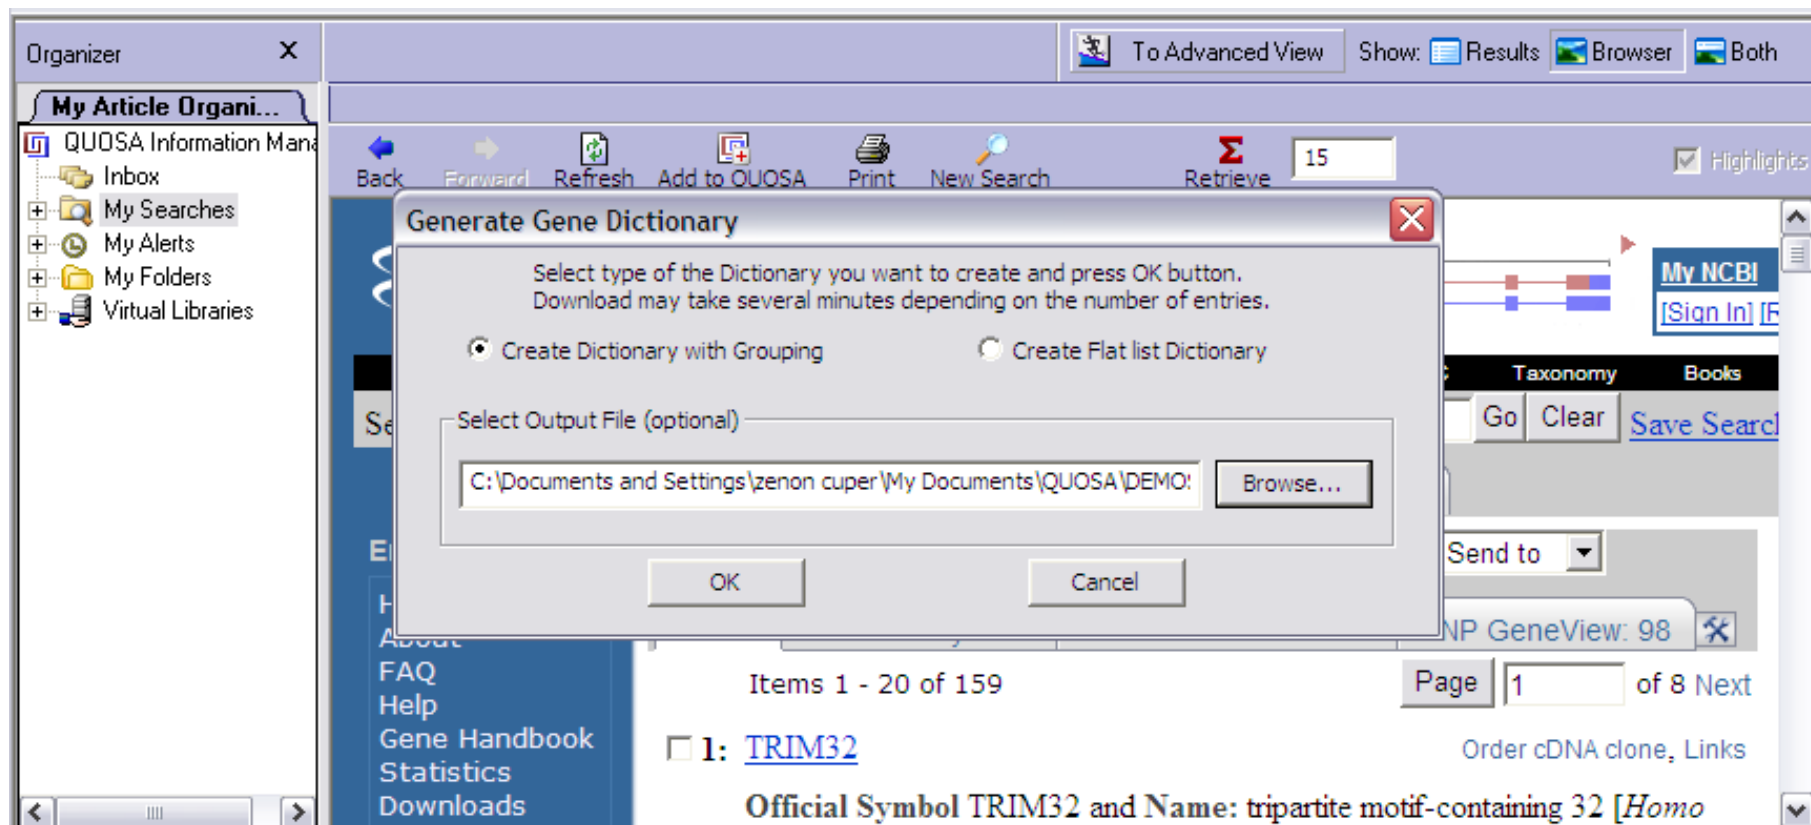 Organizer X
To Advanced View Show: Results Browser Both
My Article Organi...
QUOSA Information Mana
Inbox
My Searches
My Alerts
My Folders
Virtual Libraries
Back Forward Refresh Add to QUOSA Print New Search Retrieve 15 Highlights
Generate Gene Dictionary
Select type of the Dictionary you want to create and press OK button.
Download may take several minutes depending on the number of entries.
Create Dictionary with Grouping Create Flat list Dictionary
Select Output File (optional)
C:\Documents and Settings\zenon cuper\My Documents\QUOSA\DEMO Browse...
OK Cancel
My NCBI
[Sign In] [R
Taxonomy Books
Se Go Clear Save Searc
Send to
NP GeneView: 98
About
FAQ
Help
Gene Handbook
Statistics
Downloads
Items 1 - 20 of 159 Page 1 of 8 Next
1: TRIM32 Order cDNA clone, Links
Official Symbol TRIM32 and Name: tripartite motif-containing 32 [Homo